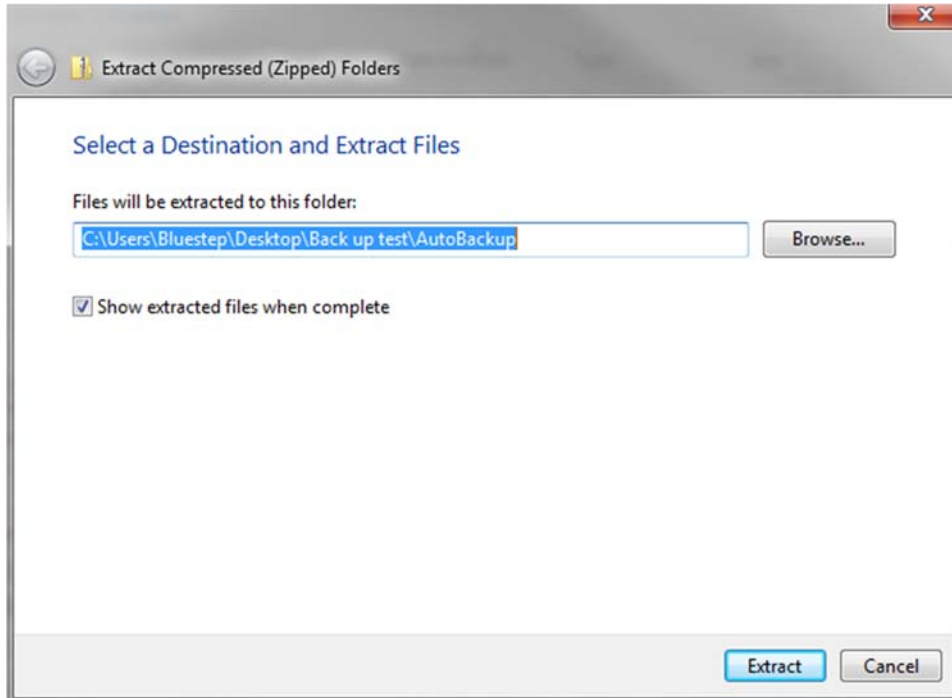 Extract Compressed (Zipped) Folders
Select a Destination and Extract Files
Files will be extracted to this folder:
C:\Users\Bluestep\Desktop\Back up test\AutoBackup
Browse...
Show extracted files when complete
Extract
Cancel